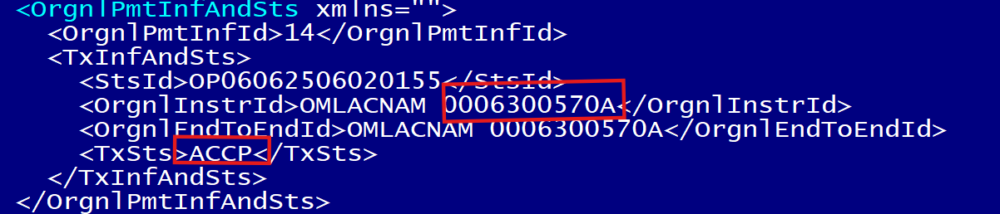 <OrgnlPmtInfAndSts xmlns="">
<OrgnlPmtInfId>14</OrgnlPmtInfId>
<TxInfAndSts>
<StsId>OP06062506020155</StsId>
<OrgnlInstrId>OMLACNAM 0006300570A</OrgnlInstrId>
<OrgnlEndToEndId>OMLACNAM 0006300570A</OrgnlEndToEndId>
<TxSts>ACCP</TxSts>
</TxInfAndSts>
</OrgnlPmtInfAndSts>